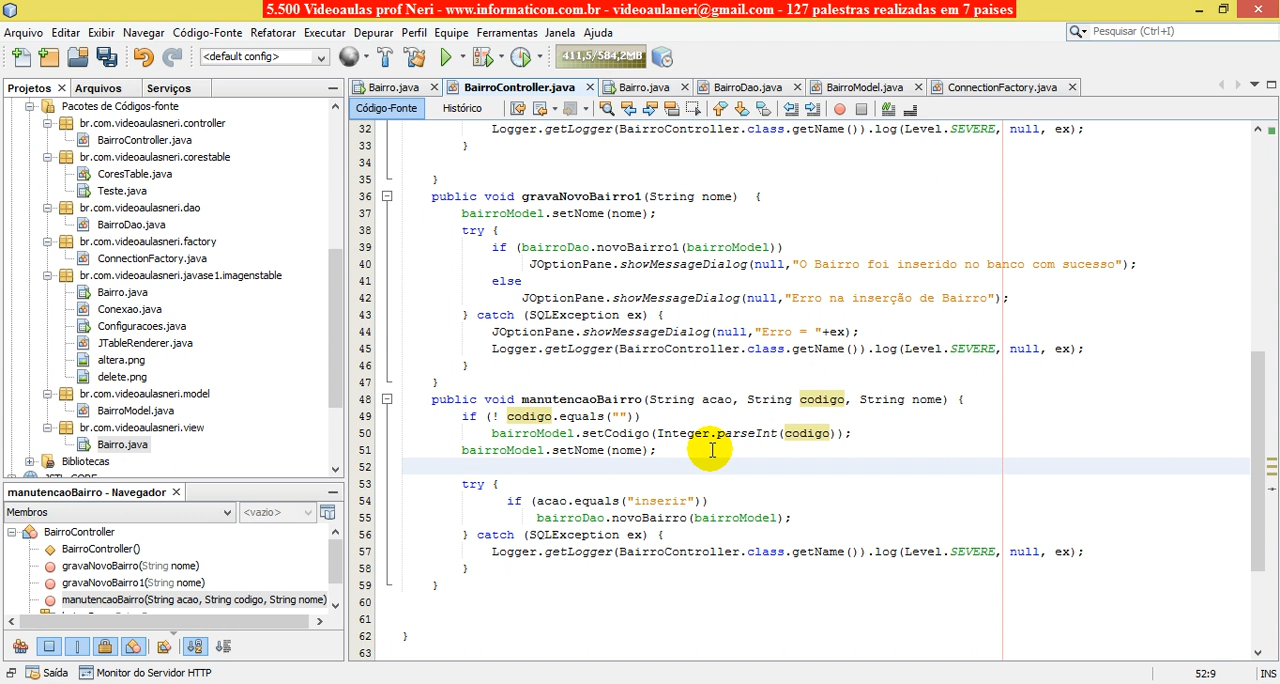 5.500 Videoaulas prof Neri - www.informaticon.com.br - videoaulaneri@gmail.com - 127 palestras realizadas em 7 paises
Arquivo Editar Exibir Navegar Código-Fonte Refatorar Executar Depurar Perfil Equipe Ferramentas Janela Ajuda
Pesquisar (Ctrl+I)
<default config>
411,5/584,2MB
Projetos Arquivos Serviços
Bairro.java BairroController.java Bairro.java BairroDao.java BairroModel.java ConnectionFactory.java
Código-Fonte Histórico
Pacotes de Códigos-fonte
br.com.videoaulasneri.controller
BairroController.java
br.com.videoaulasneri.corestable
CoresTable.java
Teste.java
br.com.videoaulasneri.dao
BairroDao.java
br.com.videoaulasneri.factory
ConnectionFactory.java
br.com.videoaulasneri.javase1.imagenstable
Bairro.java
Conexao.java
Configuracoes.java
JTableRenderer.java
altera.png
delete.png
br.com.videoaulasneri.model
BairroModel.java
br.com.videoaulasneri.view
Bairro.java
Bibliotecas
manutencaoBairro - Navegador
Membros <vazio>
BairroController
BairroController()
gravaNovoBairro(String nome)
gravaNovoBairro1(String nome)
manutencaoBairro(String acao, String codigo, String nome)
32 Logger.getLogger(BairroController.class.getName()).log(Level.SEVERE, null, ex);
33 }
34
35 }
36 public void gravaNovoBairro1(String nome) {
37 bairroModel.setNome(nome);
38 try {
39 if (bairroDao.novoBairro1(bairroModel))
40 JOptionPane.showMessageDialog(null,"O Bairro foi inserido no banco com sucesso");
41 else
42 JOptionPane.showMessageDialog(null,"Erro na inserção de Bairro");
43 } catch (SQLException ex) {
44 JOptionPane.showMessageDialog(null,"Erro = "+ex);
45 Logger.getLogger(BairroController.class.getName()).log(Level.SEVERE, null, ex);
46 }
47 }
48 public void manutencaoBairro(String acao, String codigo, String nome) {
49 if (! codigo.equals(""))
50 bairroModel.setCodigo(Integer.parseInt(codigo));
51 bairroModel.setNome(nome);
52
53 try {
54 if (acao.equals("inserir"))
55 bairroDao.novoBairro(bairroModel);
56 } catch (SQLException ex) {
57 Logger.getLogger(BairroController.class.getName()).log(Level.SEVERE, null, ex);
58 }
59 }
60
61
62 }
63
Saída Monitor do Servidor HTTP
52:9 INS